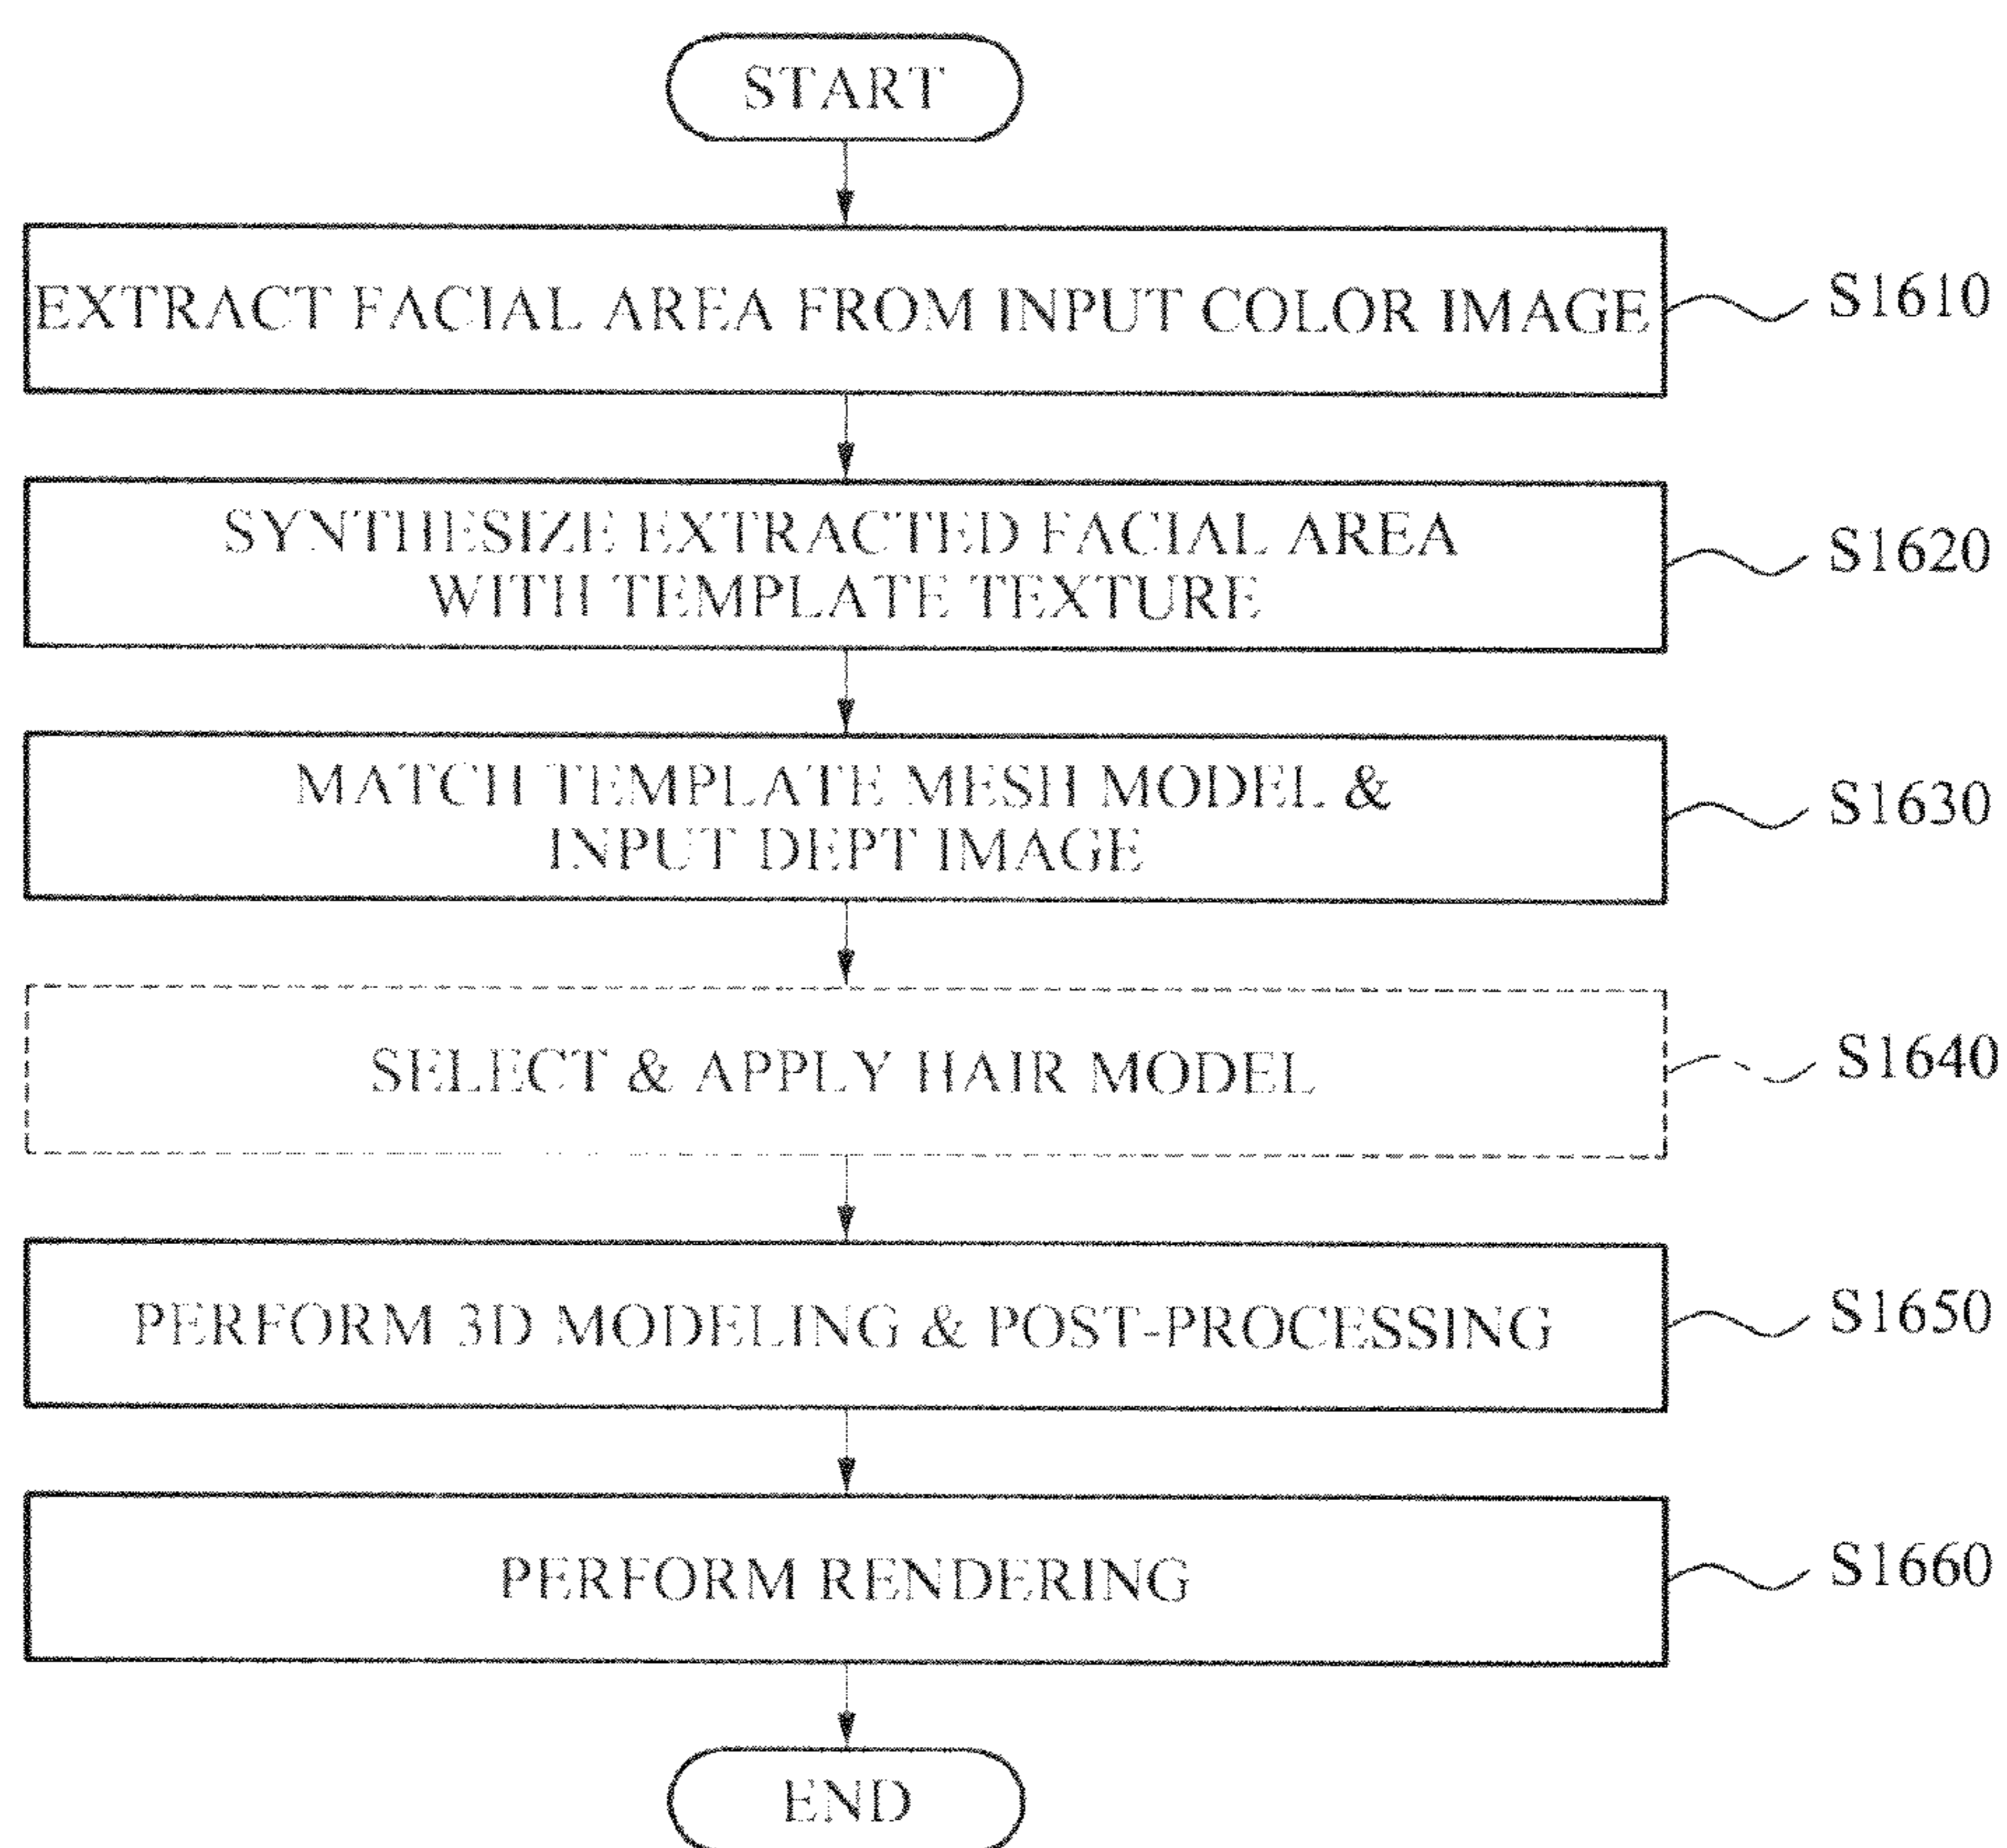 START
EXTRACT FACIAL AREA FROM INPUT COLOR IMAGE
S1610
SYNTHESIZE EXTRACTED FACIAL AREA
WITH TEMPLATE TEXTURE
S1620
MATCH TEMPLATE MESH MODEL &
INPUT DEPT IMAGE
S1630
SELECT & APPLY HAIR MODEL
S1640
PERFORM 3D MODELING & POST-PROCESSING
S1650
PERFORM RENDERING
S1660
END